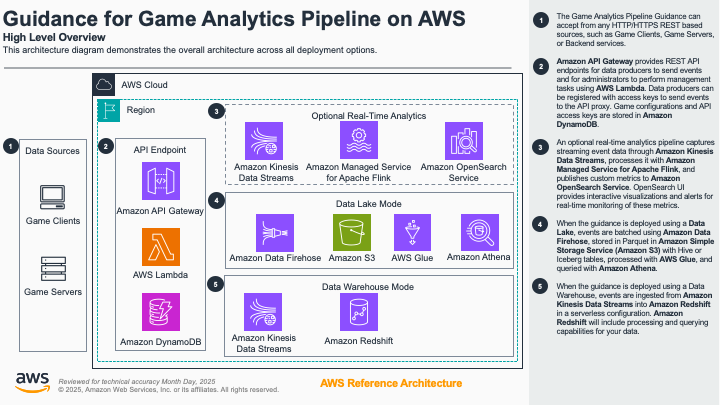 Guidance for Game Analytics Pipeline on AWS
High Level Overview
This architecture diagram demonstrates the overall architecture across all deployment options.
AWS Cloud
Region
1
Data Sources
Game Clients
Game Servers
2
API Endpoint
Amazon API Gateway
AWS Lambda
Amazon DynamoDB
3
Optional Real-Time Analytics
Amazon Kinesis
Data Streams
Amazon Managed Service
for Apache Flink
Amazon OpenSearch
Service
4
Data Lake Mode
Amazon Data Firehose
Amazon S3
AWS Glue
Amazon Athena
5
Data Warehouse Mode
Amazon Kinesis
Data Streams
Amazon Redshift
aws
Reviewed for technical accuracy Month Day, 2025
© 2025, Amazon Web Services, Inc. or its affiliates. All rights reserved.
AWS Reference Architecture
1
The Game Analytics Pipeline Guidance can
accept from any HTTP/HTTPS REST based
sources, such as Game Clients, Game Servers,
or Backend services.
2
Amazon API Gateway provides REST API
endpoints for data producers to send events
and for administrators to perform management
tasks using AWS Lambda. Data producers can
be registered with access keys to send events
to the API proxy. Game configurations and API
access keys are stored in Amazon
DynamoDB.
3
An optional real-time analytics pipeline captures
streaming event data through Amazon Kinesis
Data Streams, processes it with Amazon
Managed Service for Apache Flink, and
publishes custom metrics to Amazon
OpenSearch Service. OpenSearch UI
provides interactive visualizations and alerts for
real-time monitoring of these metrics.
4
When the guidance is deployed using a Data
Lake, events are batched using Amazon Data
Firehose, stored in Parquet in Amazon Simple
Storage Service (Amazon S3) with Hive or
Iceberg tables, processed with AWS Glue, and
queried with Amazon Athena.
5
When the guidance is deployed using a Data
Warehouse, events are ingested from Amazon
Kinesis Data Streams into Amazon Redshift
in a serverless configuration. Amazon
Redshift will include processing and querying
capabilities for your data.